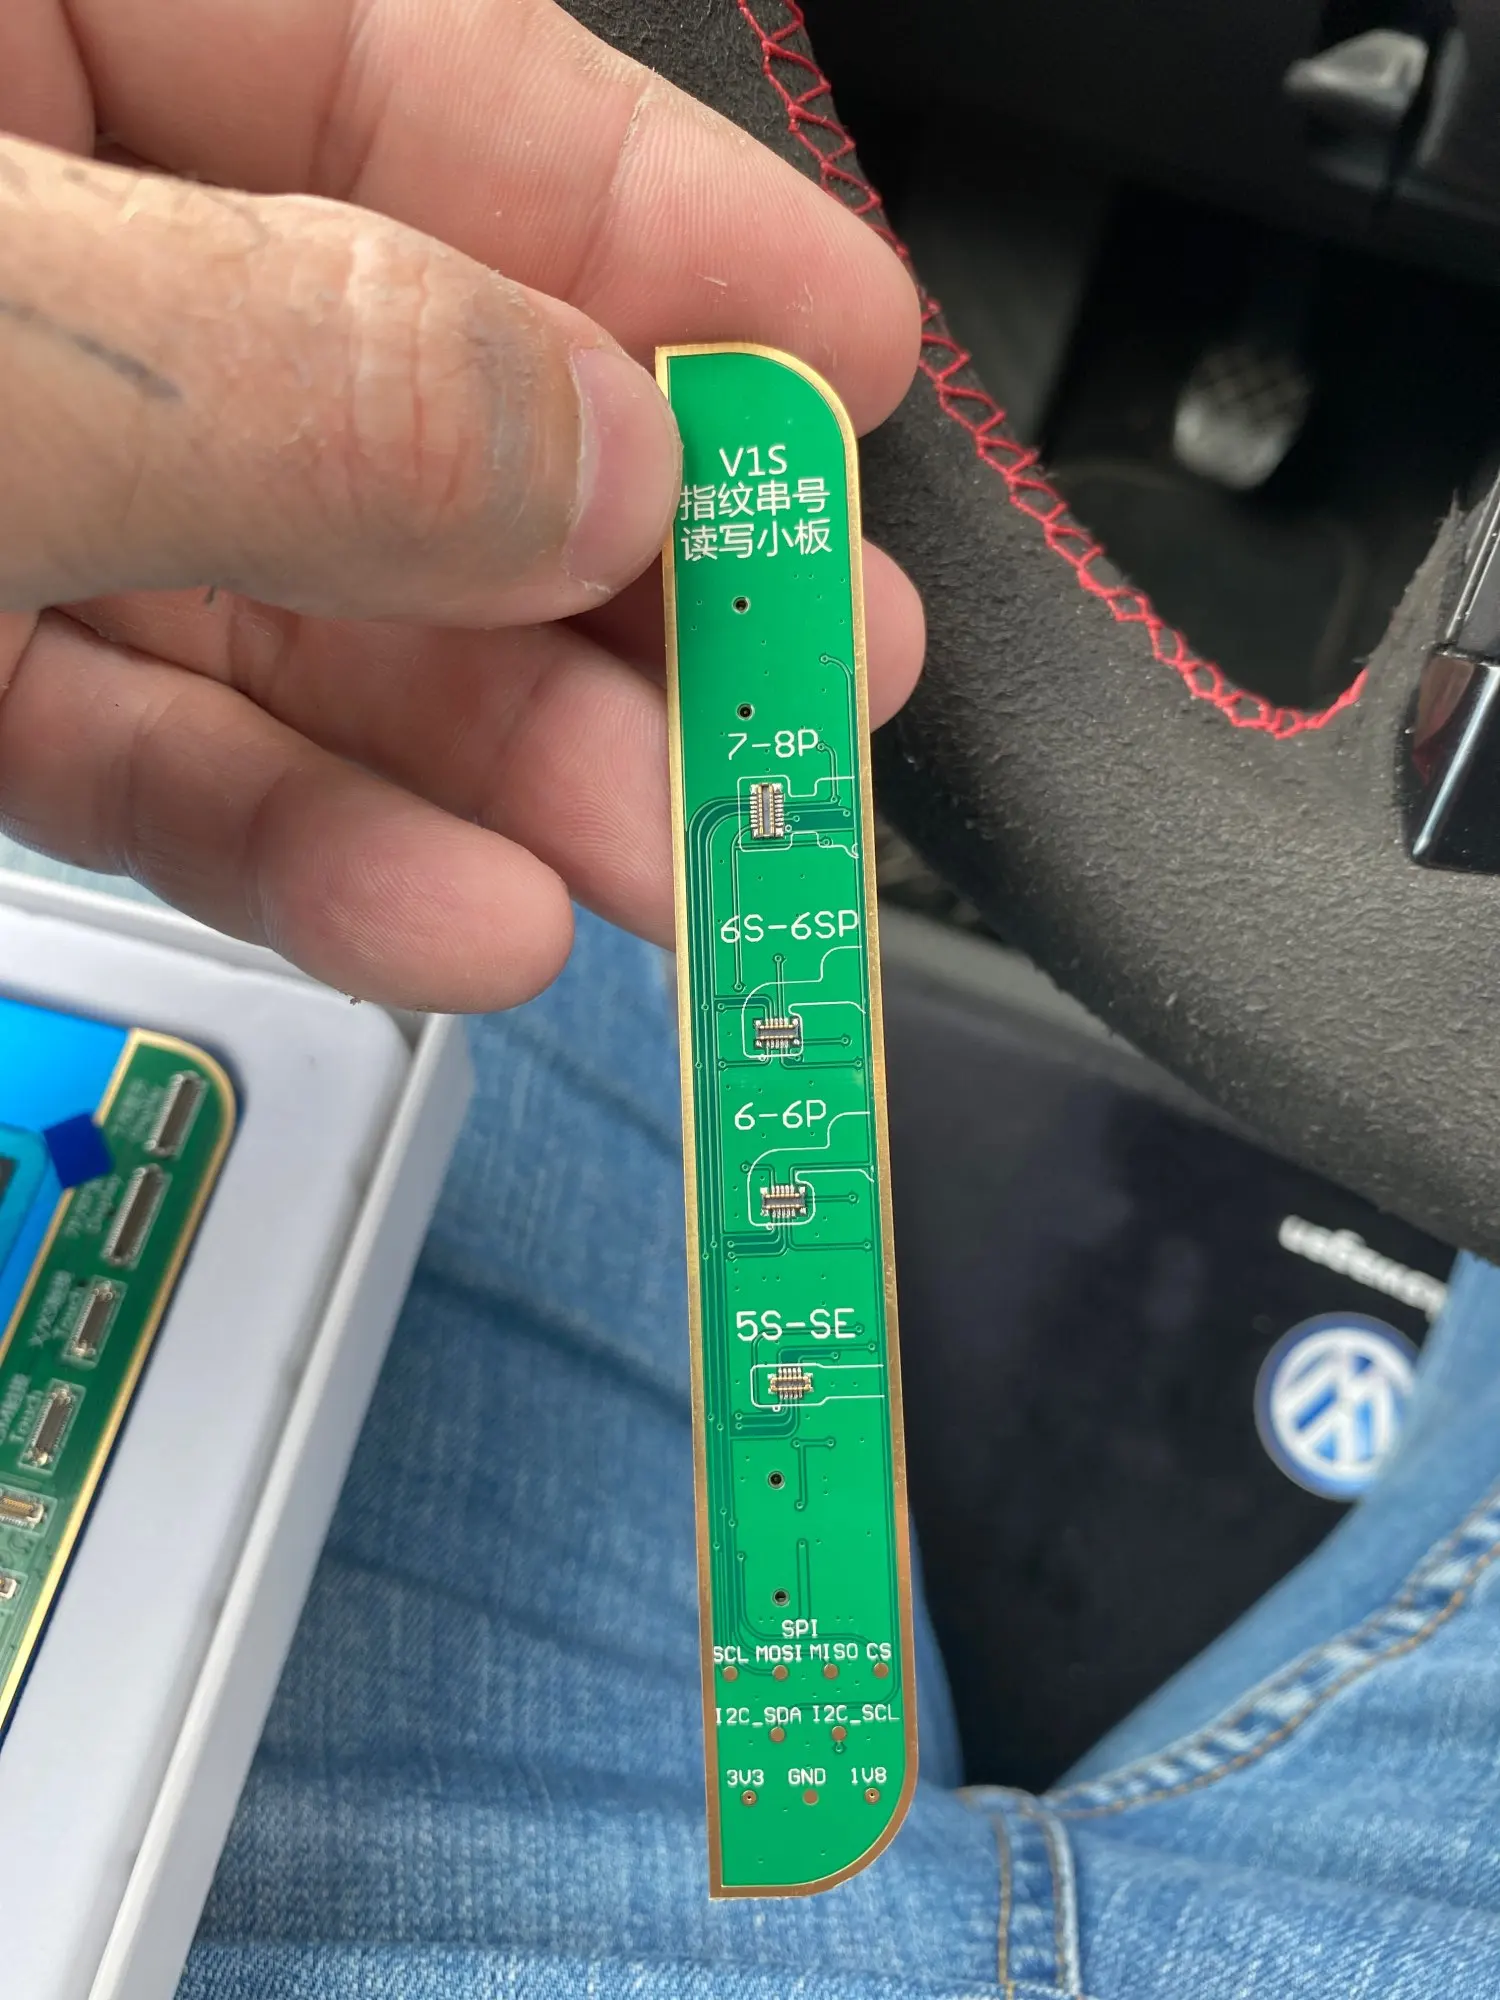 V1S
指纹串号
读写小板
7-8P
6S-6SP
6-6P
5S-SE
SPI
SCL MOSI MISO CS
I2C_SDA I2C_SCL
3V3 GND 1V8